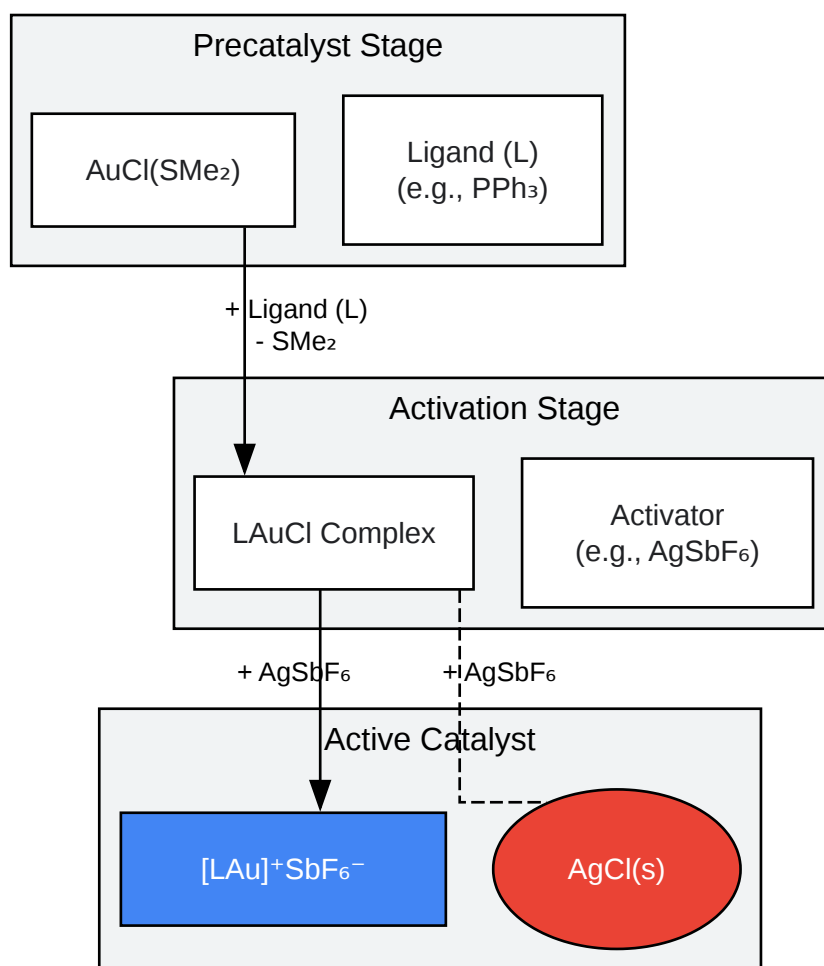 Precatalyst Stage
AuCl(SMe₂)
Ligand (L)
(e.g., PPh₃)
+ Ligand (L)
- SMe₂
Activation Stage
LAuCl Complex
Activator
(e.g., AgSbF₆)
+ AgSbF₆
+ AgSbF₆
Active Catalyst
[LAu]⁺SbF₆⁻
AgCl(s)